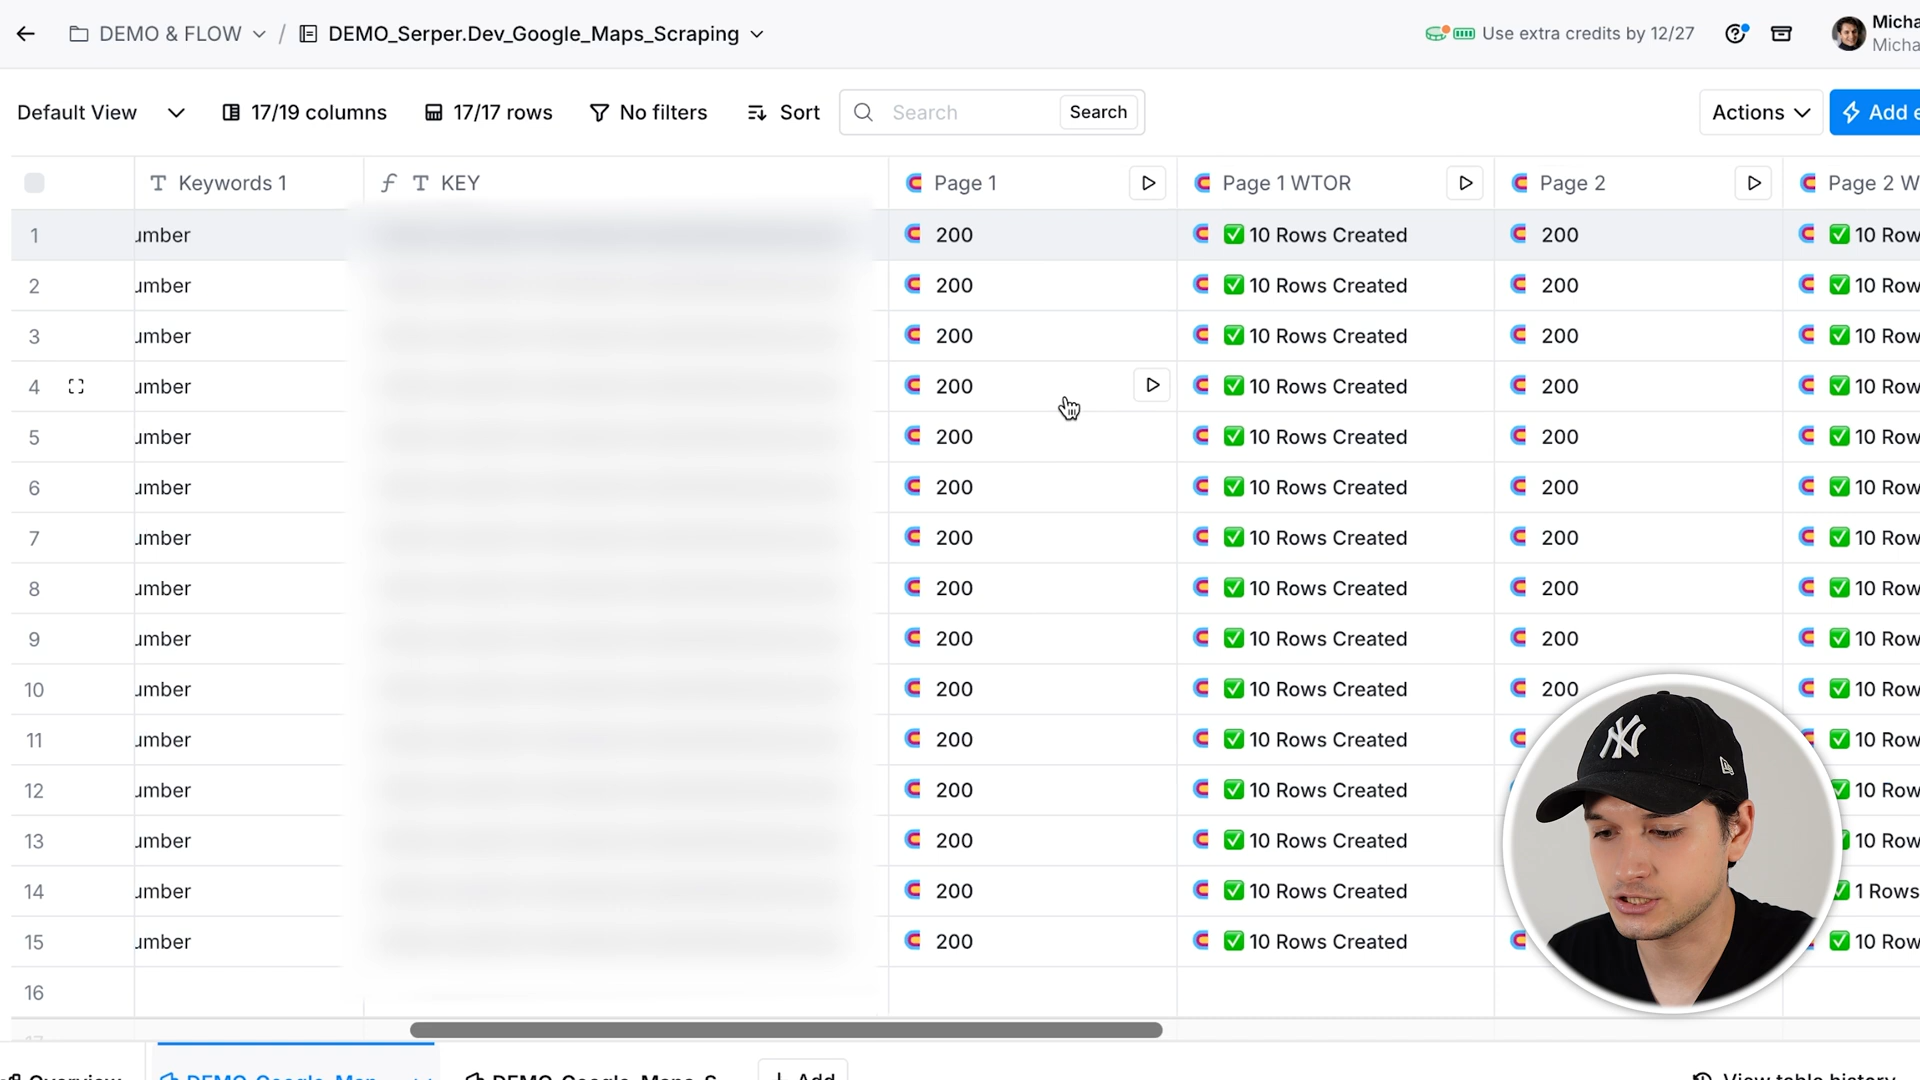 DEMO & FLOW / DEMO_Serper.Dev_Google_Maps_Scraping Use extra credits by 12/27 Micha
Micha
Default View 17/19 columns 17/17 rows No filters Sort Search Search Actions Add e
Keywords 1 KEY Page 1 Page 1 WTOR Page 2 Page 2 W
1 umber 200 ✅ 10 Rows Created 200 ✅ 10 Row
2 umber 200 ✅ 10 Rows Created 200 ✅ 10 Row
3 umber 200 ✅ 10 Rows Created 200 ✅ 10 Row
4 umber 200 ✅ 10 Rows Created 200 ✅ 10 Row
5 umber 200 ✅ 10 Rows Created 200 ✅ 10 Row
6 umber 200 ✅ 10 Rows Created 200 ✅ 10 Row
7 umber 200 ✅ 10 Rows Created 200 ✅ 10 Row
8 umber 200 ✅ 10 Rows Created 200 ✅ 10 Row
9 umber 200 ✅ 10 Rows Created 200 ✅ 10 Row
10 umber 200 ✅ 10 Rows Created 200 ✅ 10 Row
11 umber 200 ✅ 10 Rows Created ✅ 10 Row
12 umber 200 ✅ 10 Rows Created ✅ 10 Row
13 umber 200 ✅ 10 Rows Created 10 Row
14 umber 200 ✅ 10 Rows Created ✅ 1 Rows
15 umber 200 ✅ 10 Rows Created ✅ 10 Row
16
Overview DEMO_Google_Map DEMO_Google_Maps_S + Add View table history
NY